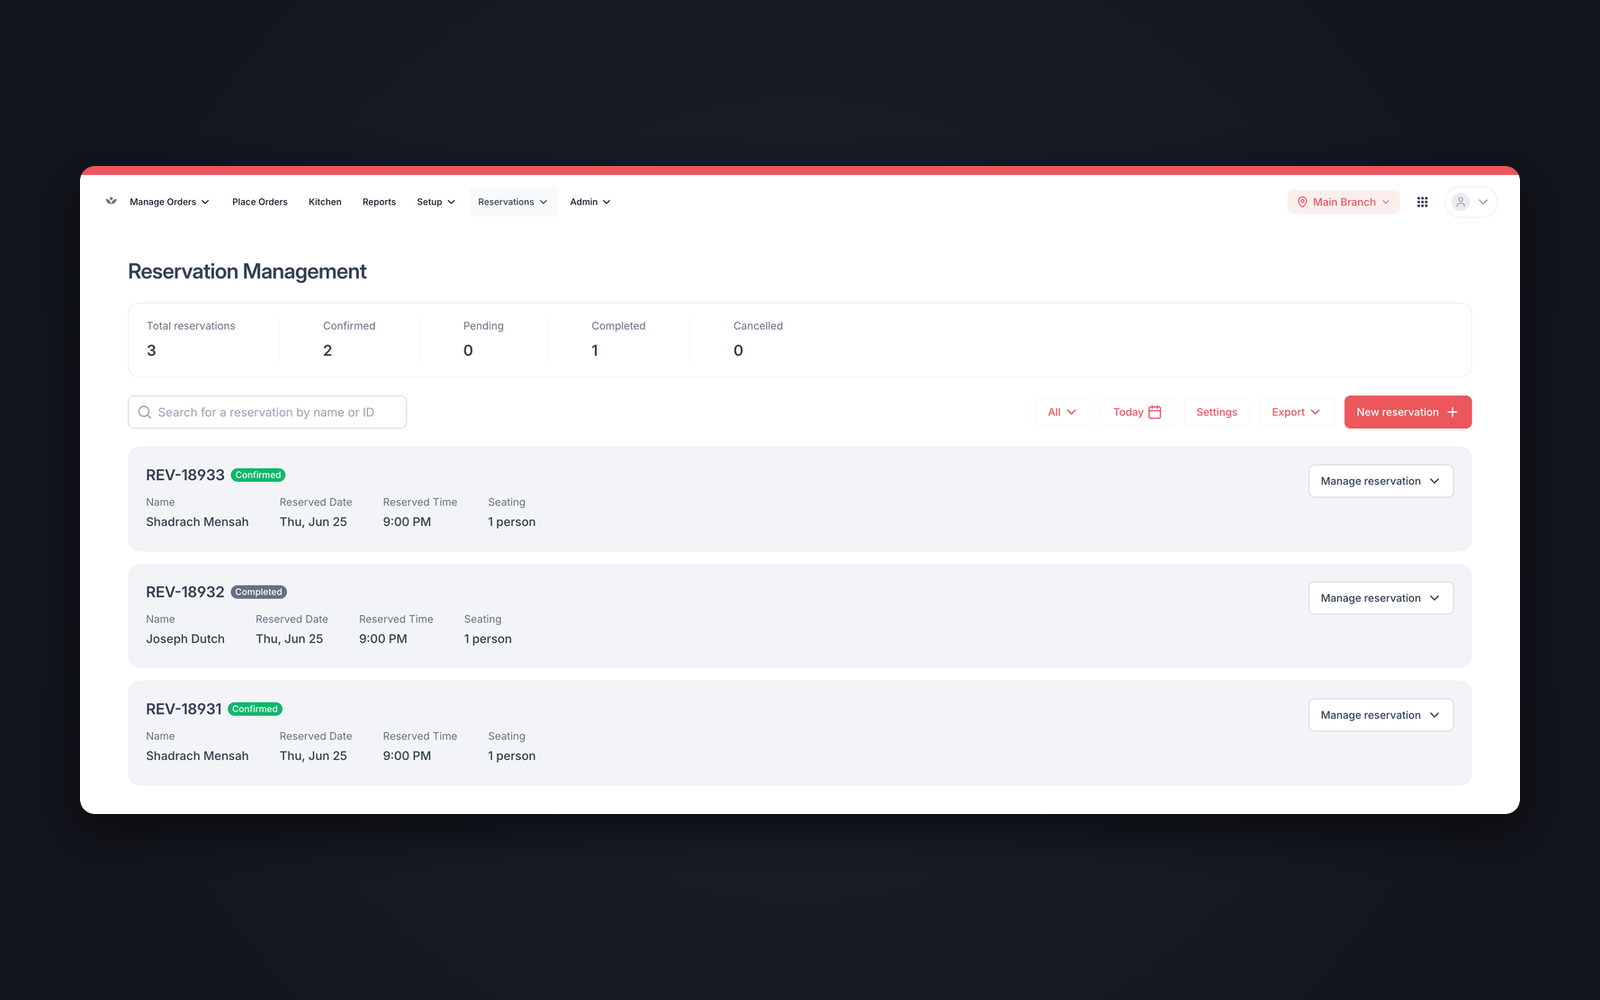 Manage Orders Place Orders Kitchen Reports Setup Reservations Admin Main Branch
Reservation Management
Total reservations Confirmed Pending Completed Cancelled
3 2 0 1 0
Search for a reservation by name or ID All Today Settings Export New reservation
REV-18933 Confirmed Manage reservation
Name Reserved Date Reserved Time Seating
Shadrach Mensah Thu, Jun 25 9:00 PM 1 person
REV-18932 Completed Manage reservation
Name Reserved Date Reserved Time Seating
Joseph Dutch Thu, Jun 25 9:00 PM 1 person
REV-18931 Confirmed Manage reservation
Name Reserved Date Reserved Time Seating
Shadrach Mensah Thu, Jun 25 9:00 PM 1 person